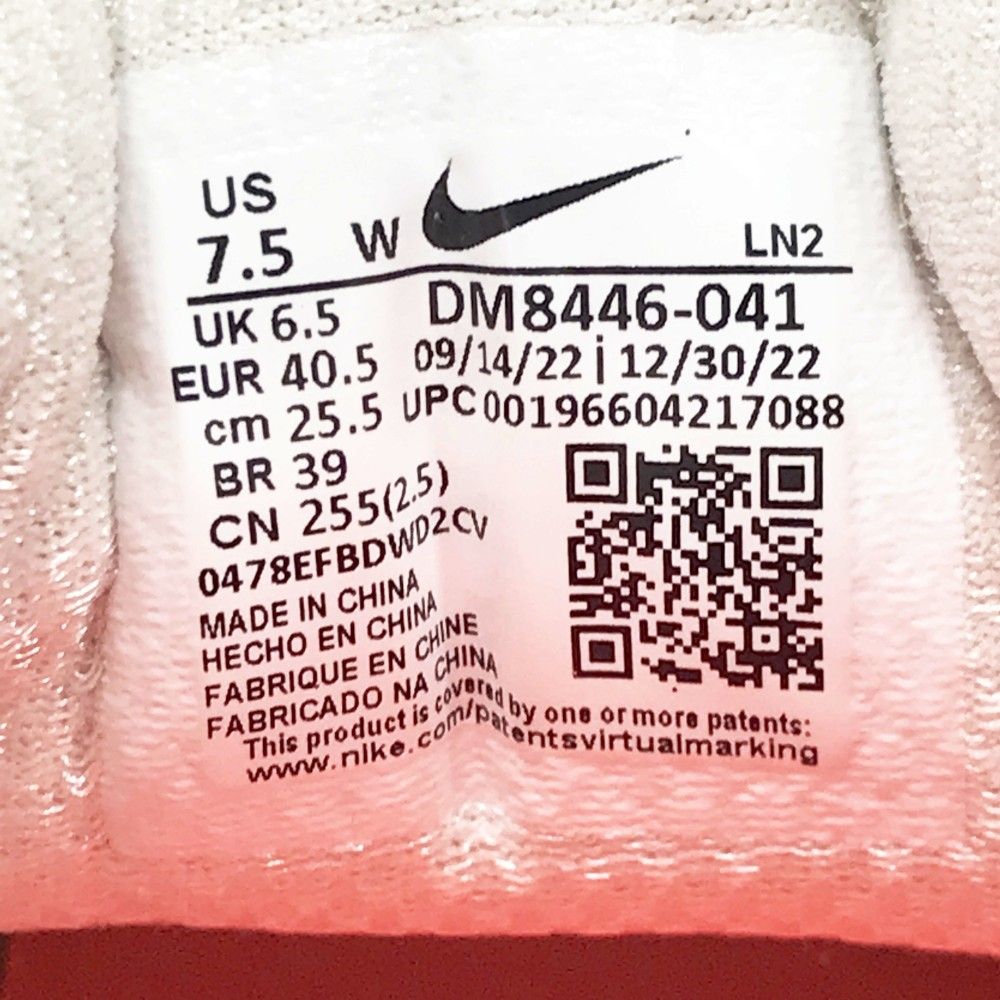 US
7.5 W LN2
UK 6.5 DM8446-041
EUR 40.5 09/14/22 | 12/30/22
cm 25.5 UPC 00196604217088
BR 39
CN 255(2.5)
0478EFBDWD2CV
MADE IN CHINA
HECHO EN CHINA
FABRIQUE EN CHINE
FABRICADO NA CHINA
This product is covered by one or more patents:
www.nike.com/patentsvirtualmarking